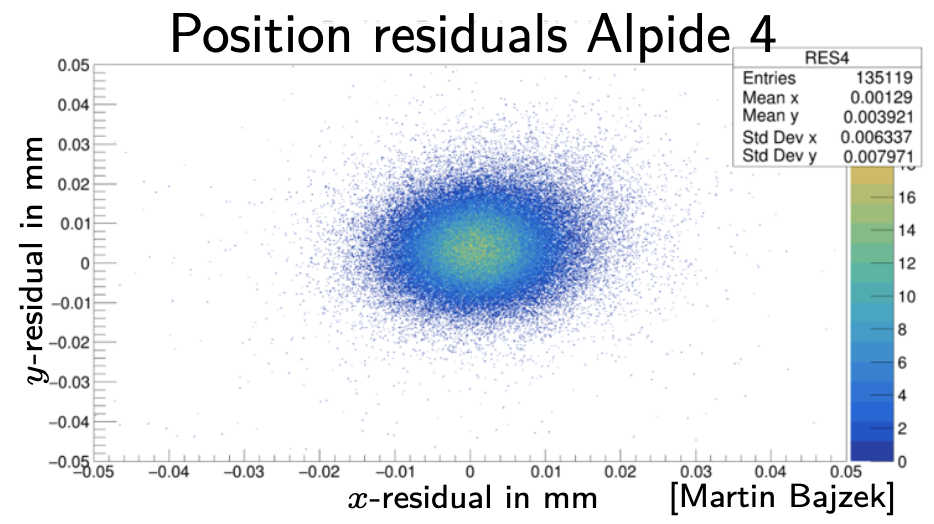 Position residuals Alpide 4
RES4
Entries 135119
Mean x 0.00129
Mean y 0.003921
Std Dev x 0.006337
Std Dev y 0.007971
0.05
0.04
0.03
0.02
0.01
0
−0.01
−0.02
−0.03
−0.04
−0.05
y-residual in mm
16
14
12
10
8
6
4
2
0
−0.05 −0.04 −0.03 −0.02 −0.01 0 0.01 0.02 0.03 0.04 0.05
x-residual in mm
[Martin Bajzek]